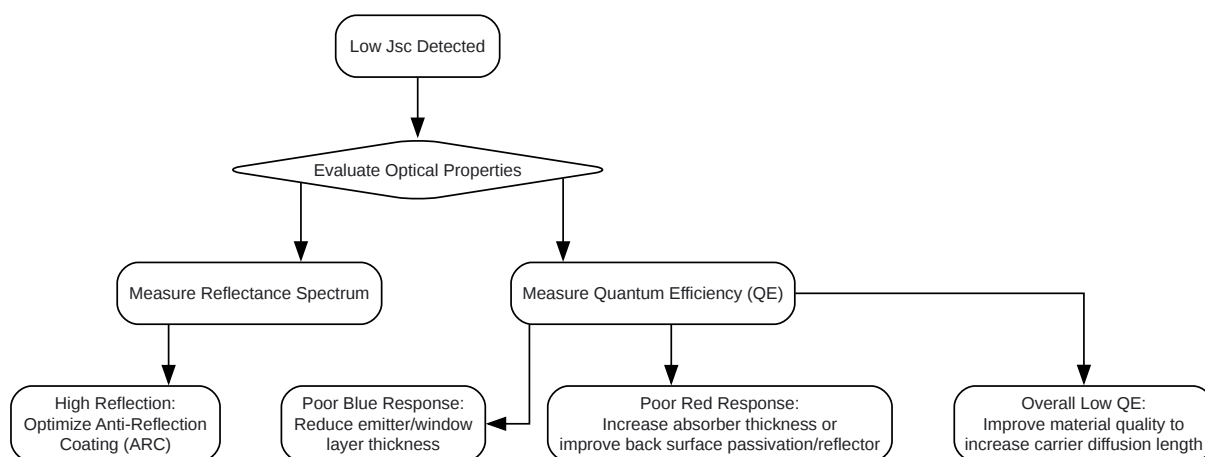 Low Jsc Detected
Evaluate Optical Properties
Measure Reflectance Spectrum
Measure Quantum Efficiency (QE)
High Reflection:
Optimize Anti-Reflection
Coating (ARC)
Poor Blue Response:
Reduce emitter/window
layer thickness
Poor Red Response:
Increase absorber thickness or
improve back surface passivation/reflector
Overall Low QE:
Improve material quality to
increase carrier diffusion length